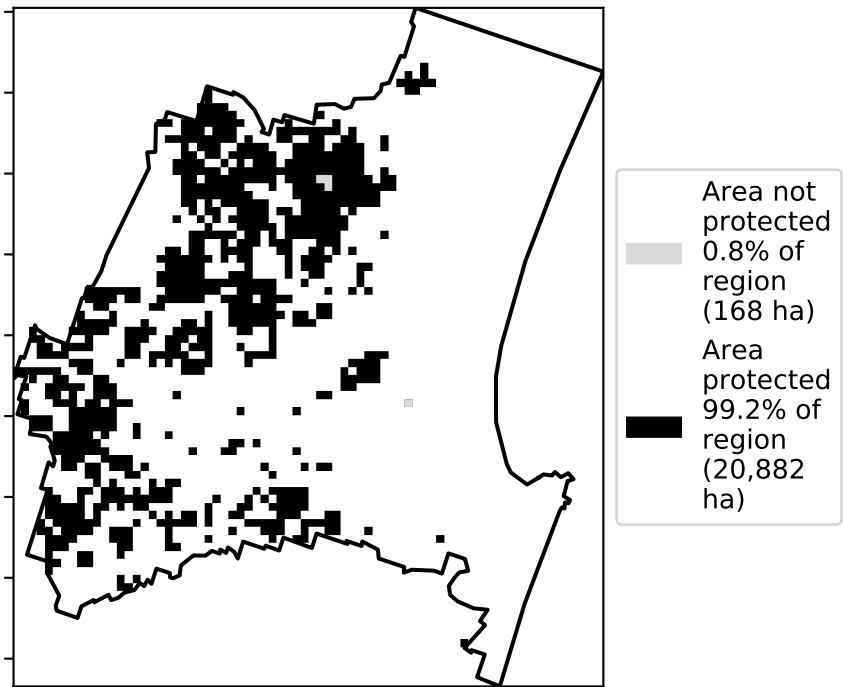 Area not
protected
0.8% of
region
(168 ha)
Area
protected
99.2% of
region
(20,882
ha)